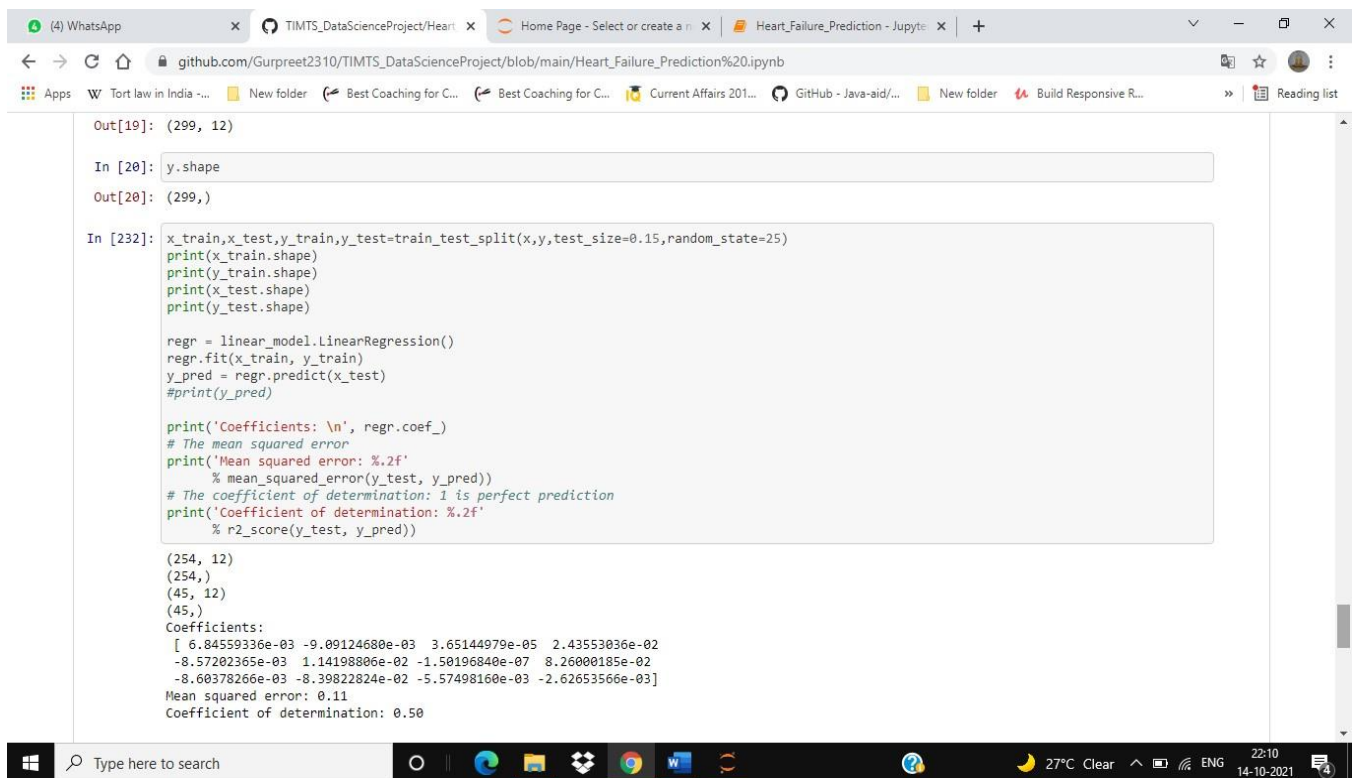 (4) WhatsApp
TIMTS_DataScienceProject/Heart
Home Page - Select or create a n
Heart_Failure_Prediction - Jupyte
github.com/Gurpreet2310/TIMTS_DataScienceProject/blob/main/Heart_Failure_Prediction%20.ipynb
Apps W Tort law in India -... New folder Best Coaching for C... Best Coaching for C... Current Affairs 201... GitHub - Java-aid/... New folder Build Responsive R... » Reading list
Out[19]: (299, 12)
In [20]: y.shape
Out[20]: (299,)
In [232]: x_train,x_test,y_train,y_test=train_test_split(x,y,test_size=0.15,random_state=25)
print(x_train.shape)
print(y_train.shape)
print(x_test.shape)
print(y_test.shape)
regr = linear_model.LinearRegression()
regr.fit(x_train, y_train)
y_pred = regr.predict(x_test)
#print(y_pred)
print('Coefficients: \n', regr.coef_)
# The mean squared error
print('Mean squared error: %.2f'
% mean_squared_error(y_test, y_pred))
# The coefficient of determination: 1 is perfect prediction
print('Coefficient of determination: %.2f'
% r2_score(y_test, y_pred))
(254, 12)
(254,)
(45, 12)
(45,)
Coefficients:
[ 6.84559336e-03 -9.09124680e-03 3.65144979e-05 2.43553036e-02
-8.57202365e-03 1.14198806e-02 -1.50196840e-07 8.26000185e-02
-8.60378266e-03 -8.39822824e-02 -5.57498160e-03 -2.62653566e-03]
Mean squared error: 0.11
Coefficient of determination: 0.50
Type here to search
27°C Clear
ENG
22:10
14-10-2021
4